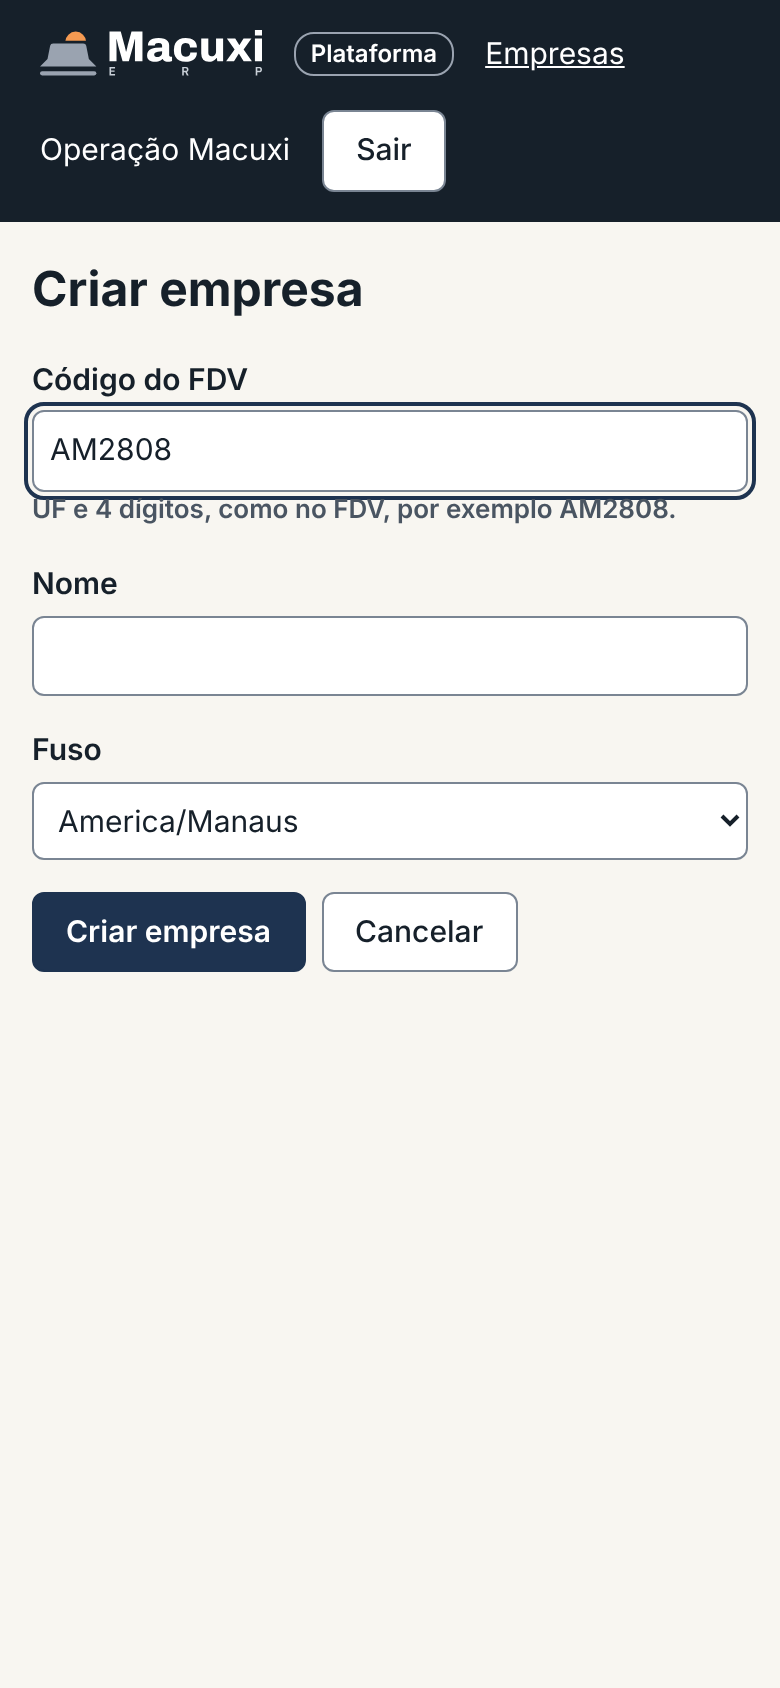 Macuxi
E R P
Plataforma
Empresas
Operação Macuxi
Sair
Criar empresa
Código do FDV
AM2808
UF e 4 dígitos, como no FDV, por exemplo AM2808.
Nome
Fuso
America/Manaus
Criar empresa
Cancelar